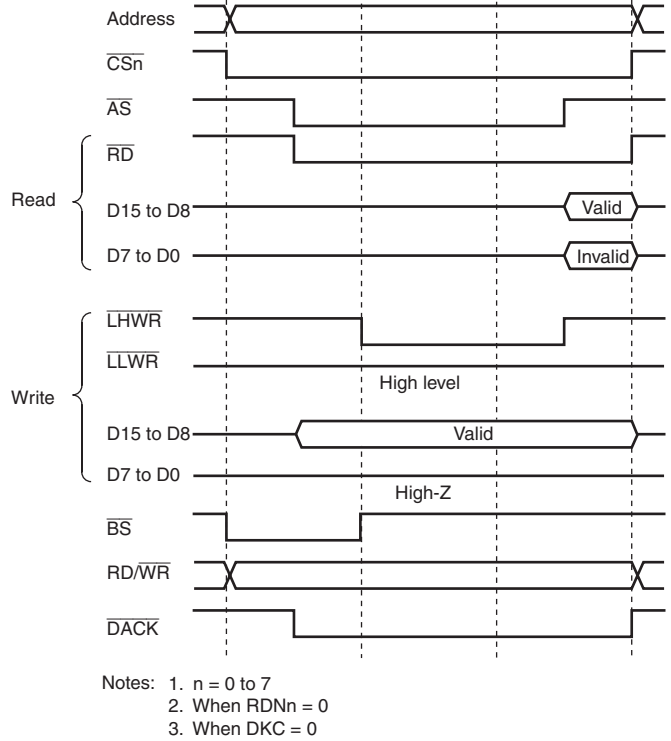 Address
CSn
AS
RD
Read
D15 to D8
Valid
D7 to D0
Invalid
LHWR
LLWR
High level
Write
D15 to D8
Valid
D7 to D0
High-Z
BS
RD/WR
DACK
Notes: 1. n = 0 to 7
2. When RDNn = 0
3. When DKC = 0